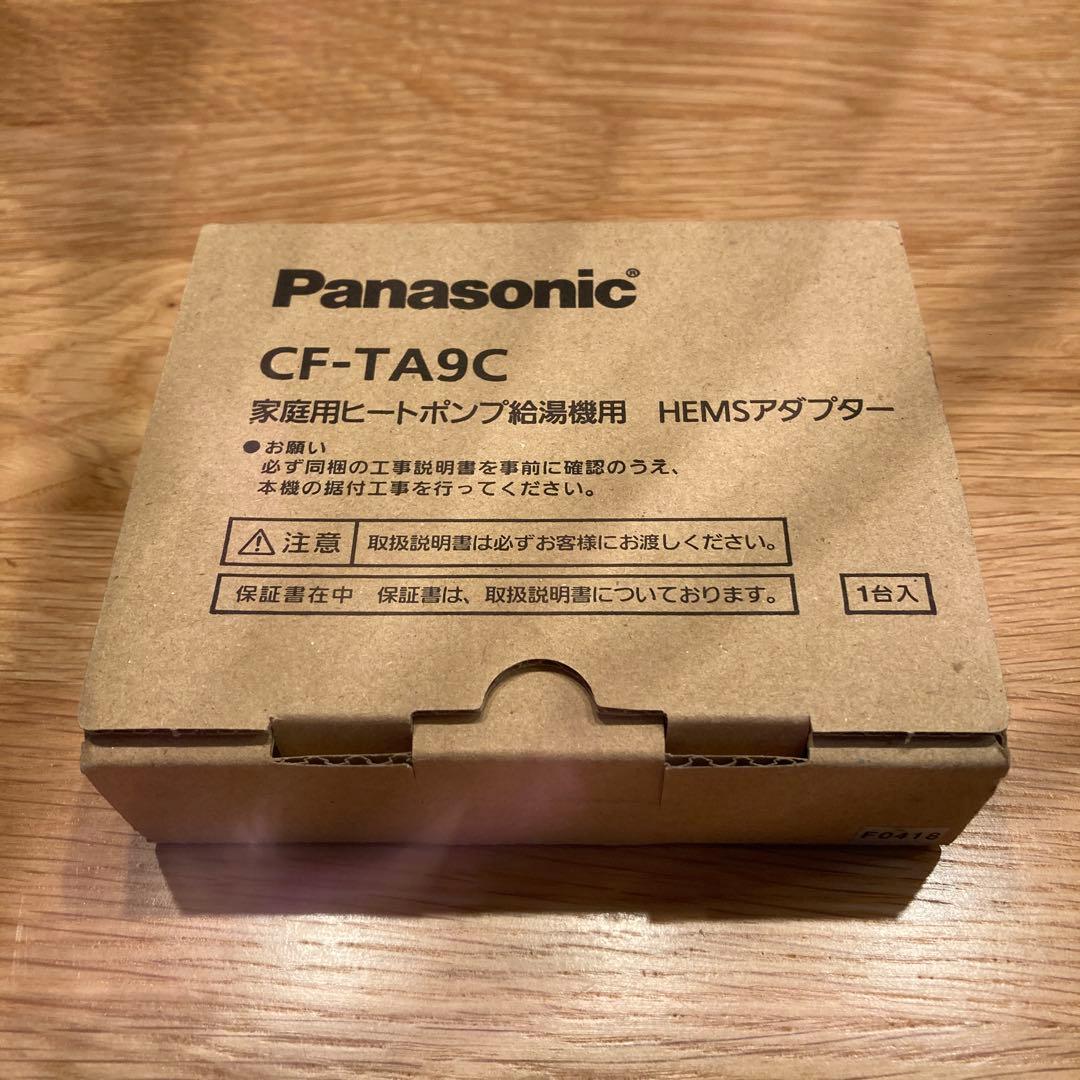 Panasonic®
CF-TA9C
家庭用ヒートポンプ給湯機用 HEMSアダプター
●お願い
必ず同梱の工事説明書を事前に確認のうえ、
本機の据付工事を行ってください。
⚠注意 取扱説明書は必ずお客様にお渡しください。
保証書在中 保証書は、取扱説明書についております。
1台入
F0418